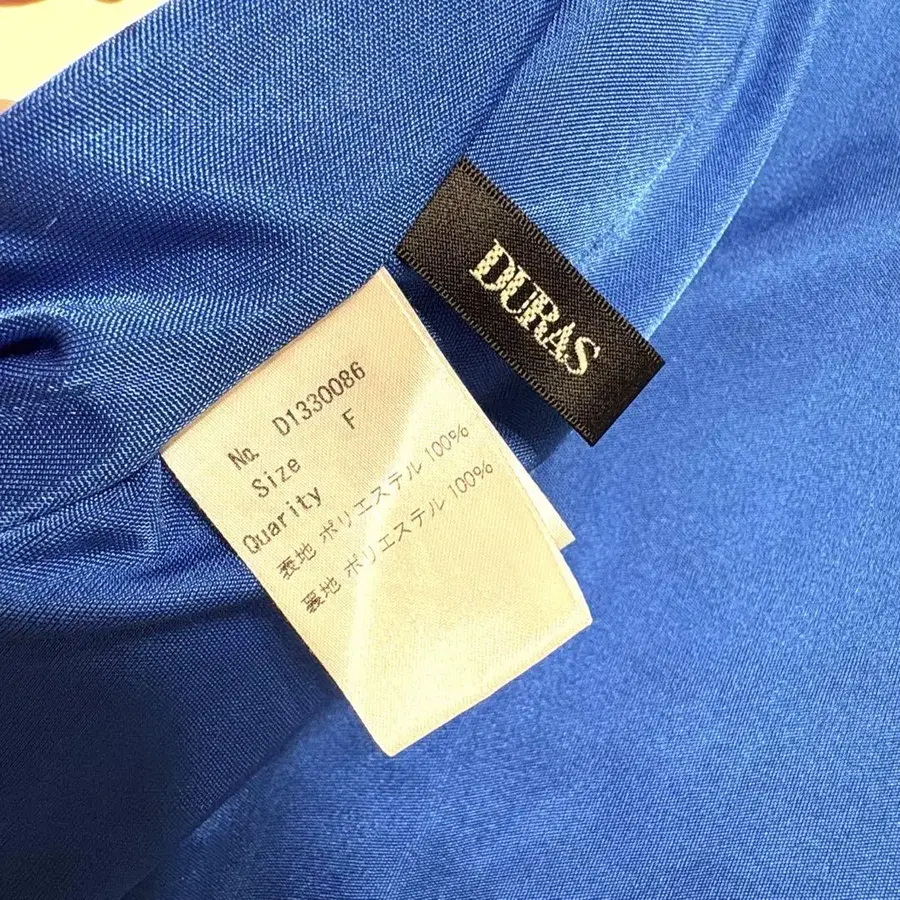 DURAS
№ D1330086
Size F
Quarity
表地 ポリエステル 100%
裏地 ポリエステル 100%